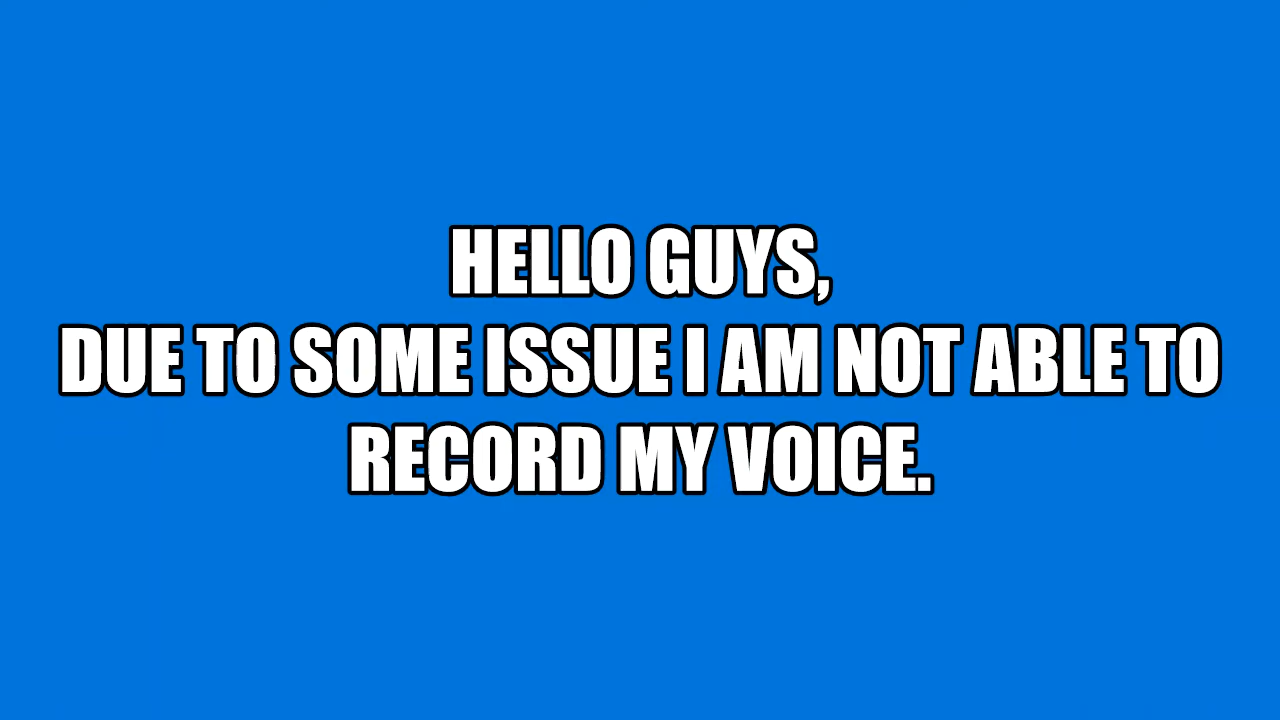 HELLO GUYS,
DUE TO SOME ISSUE I AM NOT ABLE TO
RECORD MY VOICE.